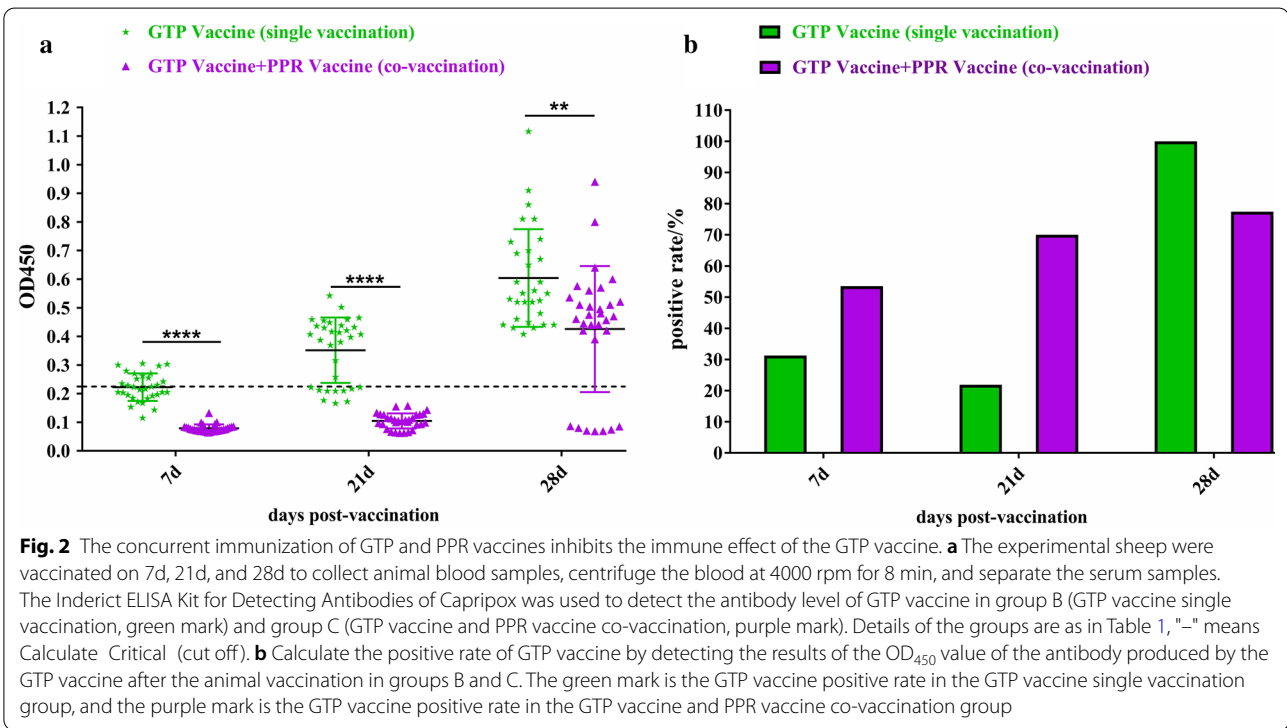 a
GTP Vaccine (single vaccination)
GTP Vaccine+PPR Vaccine (co-vaccination)
1.2
1.1
1.0
0.9
0.8
0.7
0.6
0.5
0.4
0.3
0.2
0.1
0.0
OD450
****
****
**
7d
21d
28d
days post-vaccination
b
GTP Vaccine (single vaccination)
GTP Vaccine+PPR Vaccine (co-vaccination)
110
100
90
80
70
60
50
40
30
20
10
0
positive rate/%
7d
21d
28d
days post-vaccination
Fig. 2 The concurrent immunization of GTP and PPR vaccines inhibits the immune effect of the GTP vaccine. a The experimental sheep were
vaccinated on 7d, 21d, and 28d to collect animal blood samples, centrifuge the blood at 4000 rpm for 8 min, and separate the serum samples.
The Inderict ELISA Kit for Detecting Antibodies of Capripox was used to detect the antibody level of GTP vaccine in group B (GTP vaccine single
vaccination, green mark) and group C (GTP vaccine and PPR vaccine co-vaccination, purple mark). Details of the groups are as in Table 1, "–" means
Calculate Critical (cut off). b Calculate the positive rate of GTP vaccine by detecting the results of the OD450 value of the antibody produced by the
GTP vaccine after the animal vaccination in groups B and C. The green mark is the GTP vaccine positive rate in the GTP vaccine single vaccination
group, and the purple mark is the GTP vaccine positive rate in the GTP vaccine and PPR vaccine co-vaccination group